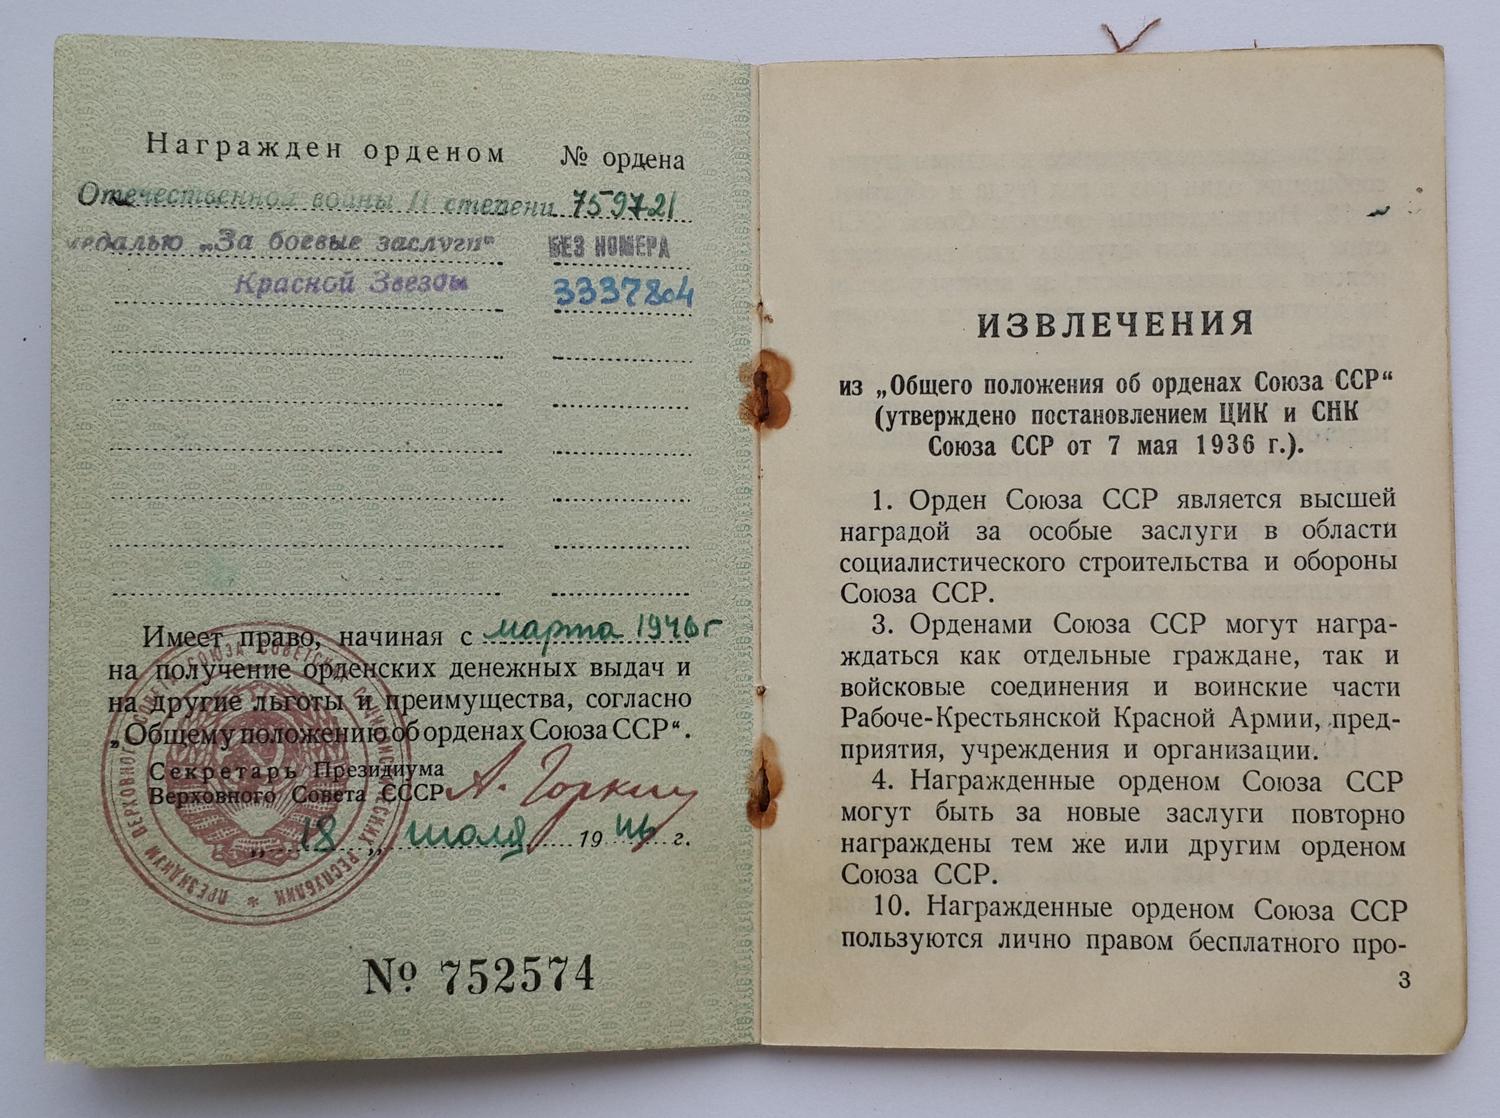 Награжден орденом № ордена
Отечественной войны II степени 759721
медалью „За боевые заслуги" БЕЗ НОМЕРА
Красной Звезды 3337804
Имеет право, начиная с марта 1946 г
на получение орденских денежных выдач и
на другие льготы и преимущества, согласно
„Общему положению об орденах Союза ССР".
Секретарь Президиума
Верховного Совета СССР А. Горкин
„18„ июля 1946 г.
ПРЕЗИДИУМ ВЕРХОВНОГО СОВЕТА СОЮЗА СОВЕТСКИХ СОЦИАЛИСТИЧЕСКИХ РЕСПУБЛИК *
№ 752574
ИЗВЛЕЧЕНИЯ
из „Общего положения об орденах Союза ССР"
(утверждено постановлением ЦИК и СНК
Союза ССР от 7 мая 1936 г.).
1. Орден Союза ССР является высшей
наградой за особые заслуги в области
социалистического строительства и обороны
Союза ССР.
3. Орденами Союза ССР могут награ-
ждаться как отдельные граждане, так и
войсковые соединения и воинские части
Рабоче-Крестьянской Красной Армии, пред-
приятия, учреждения и организации.
4. Награжденные орденом Союза ССР
могут быть за новые заслуги повторно
награждены тем же или другим орденом
Союза ССР.
10. Награжденные орденом Союза ССР
пользуются лично правом бесплатного про-
3